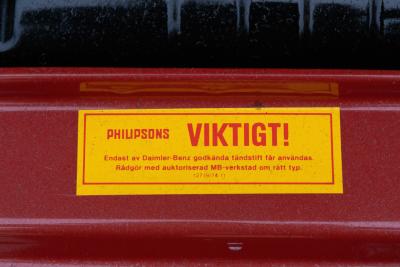 PHILIPSONS VIKTIGT!
Endast av Daimler-Benz godkända tändstift får användas.
Rådgör med auktoriserad MB-verkstad om rätt typ.